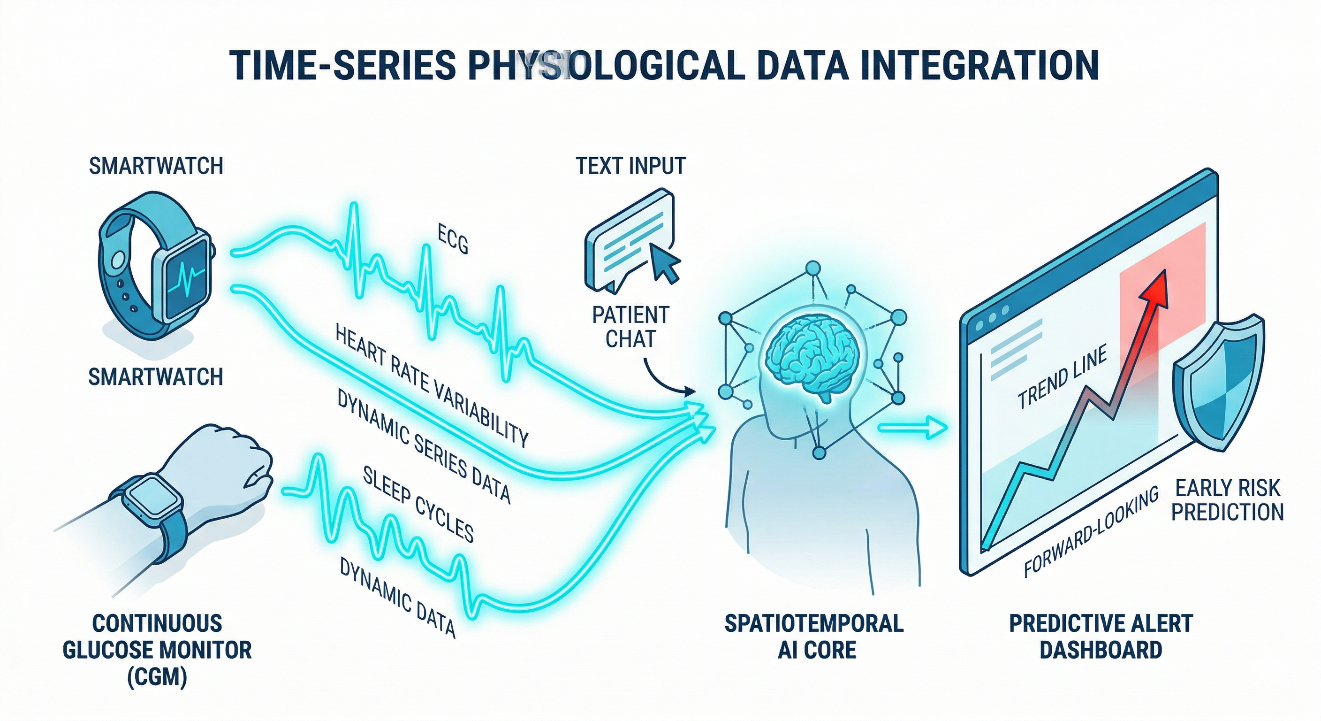 TIME-SERIES PHYSIOLOGICAL DATA INTEGRATION
SMARTWATCH
SMARTWATCH
CONTINUOUS
GLUCOSE MONITOR
(CGM)
ECG
HEART RATE VARIABILITY
DYNAMIC SERIES DATA
SLEEP CYCLES
DYNAMIC DATA
TEXT INPUT
PATIENT
CHAT
SPATIOTEMPORAL
AI CORE
TREND LINE
FORWARD-LOOKING
EARLY RISK
PREDICTION
PREDICTIVE ALERT
DASHBOARD